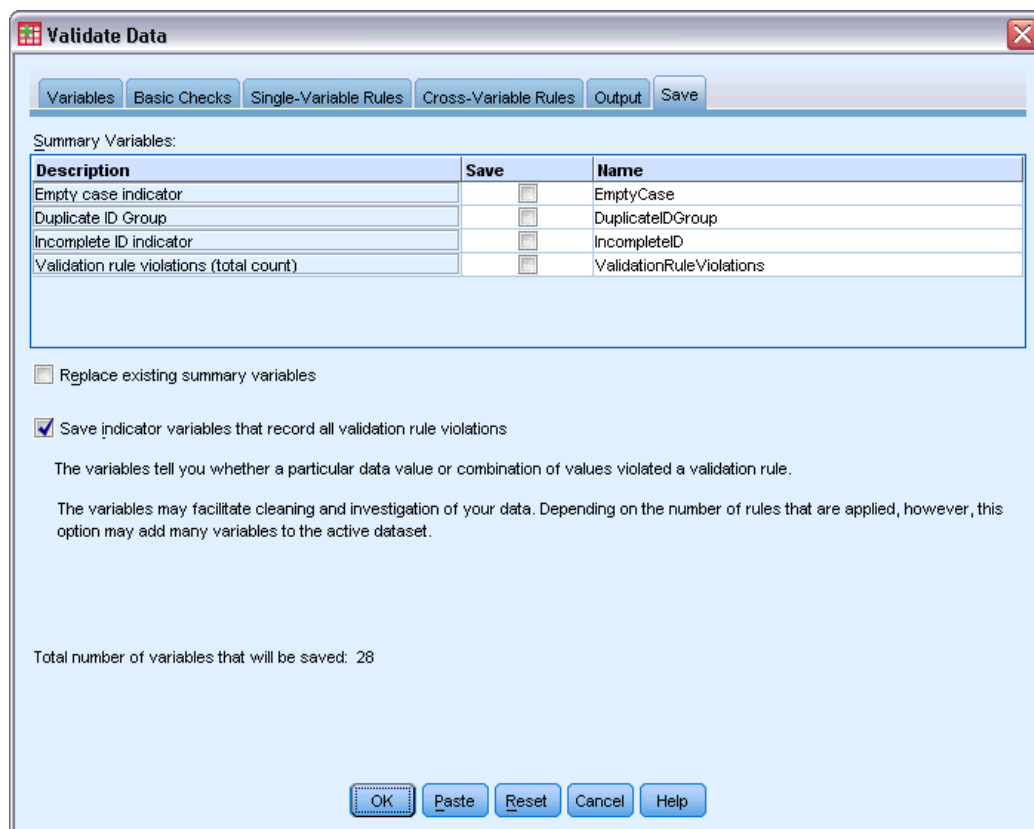 Validate Data
Variables Basic Checks Single-Variable Rules Cross-Variable Rules Output Save
Summary Variables:
Description Save Name
Empty case indicator EmptyCase
Duplicate ID Group DuplicateIDGroup
Incomplete ID indicator IncompleteID
Validation rule violations (total count) ValidationRuleViolations
Replace existing summary variables
Save indicator variables that record all validation rule violations
The variables tell you whether a particular data value or combination of values violated a validation rule.
The variables may facilitate cleaning and investigation of your data. Depending on the number of rules that are applied, however, this
option may add many variables to the active dataset.
Total number of variables that will be saved: 28
OK Paste Reset Cancel Help